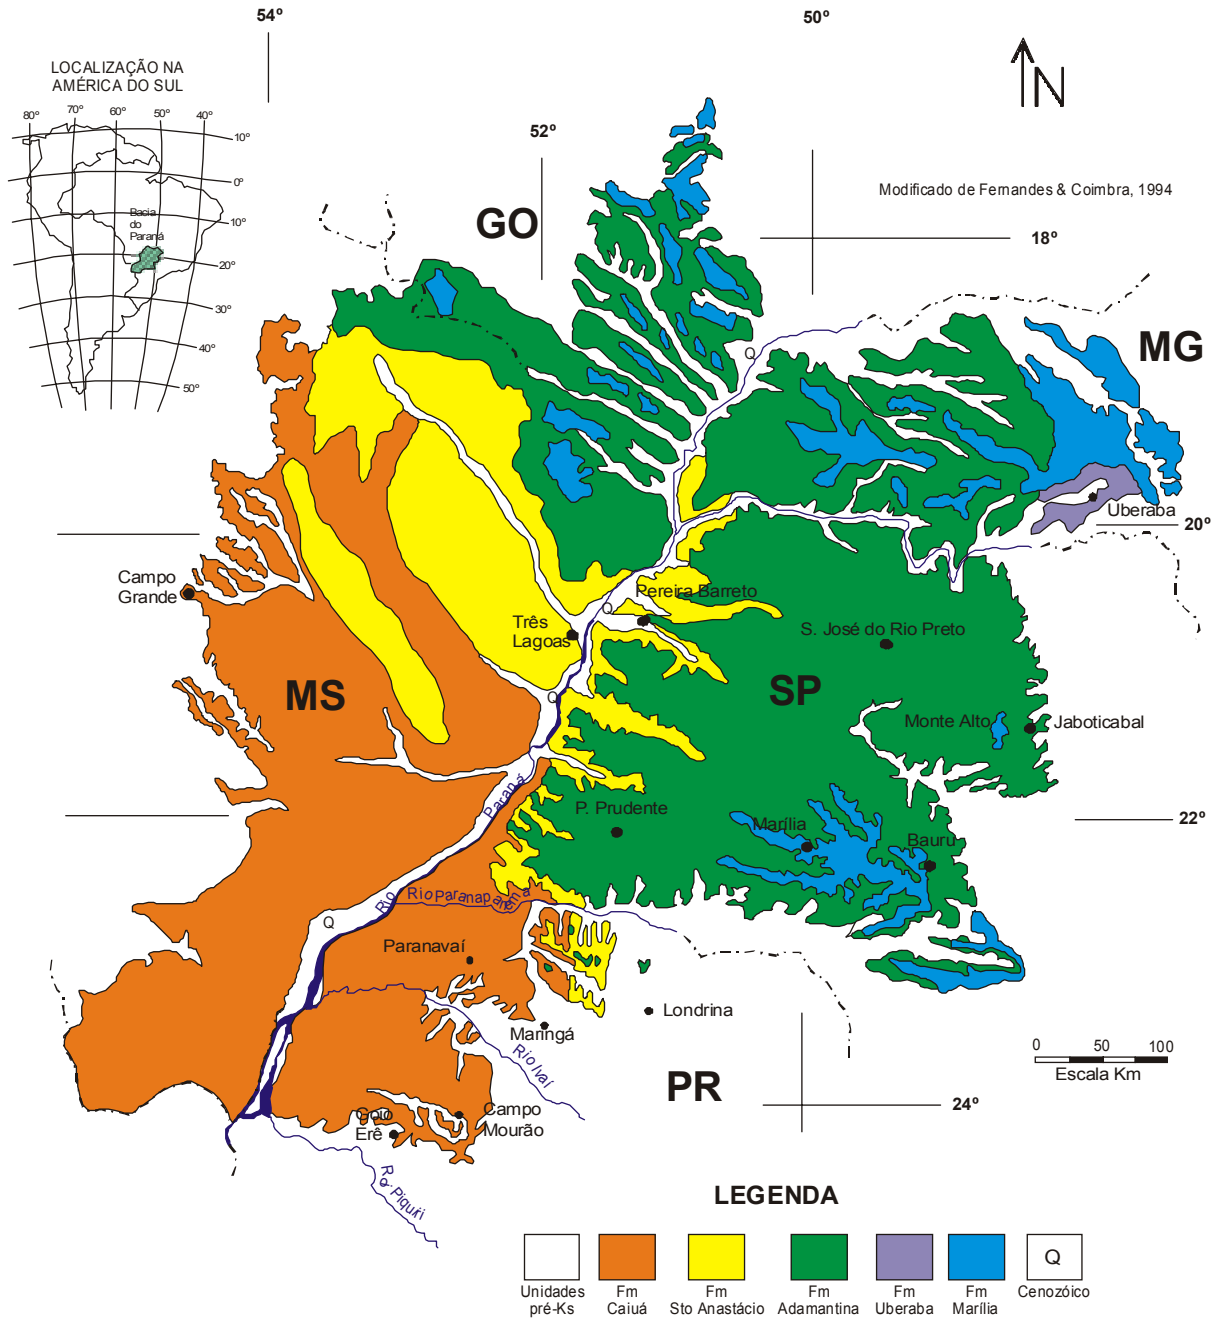 54º
50º
LOCALIZAÇÃO NA
AMÉRICA DO SUL
80º
70º
60º
50º
40º
10º
0º
10º
20º
30º
40º
50º
Bacia
do
Paraná
N
52º
Modificado de Fernandes & Coimbra, 1994
GO
18º
MG
Q
Uberaba
20º
Campo
Grande
Pereira Barreto
Q
Três
Lagoas
S. José do Rio Preto
MS
SP
Q
Monte Alto
Jaboticabal
Paraná
P. Prudente
Marília
22º
Bauru
Rio
Rio Paranapanema
Q
Paranavaí
Londrina
Maringá
Rio Ivaí
0
50
100
Escala Km
PR
24º
Goio
Erê
Campo
Mourão
Rio Piquiri
LEGENDA
Q
Unidades
pré-Ks
Fm
Caiuá
Fm
Sto Anastácio
Fm
Adamantina
Fm
Uberaba
Fm
Marília
Cenozóico